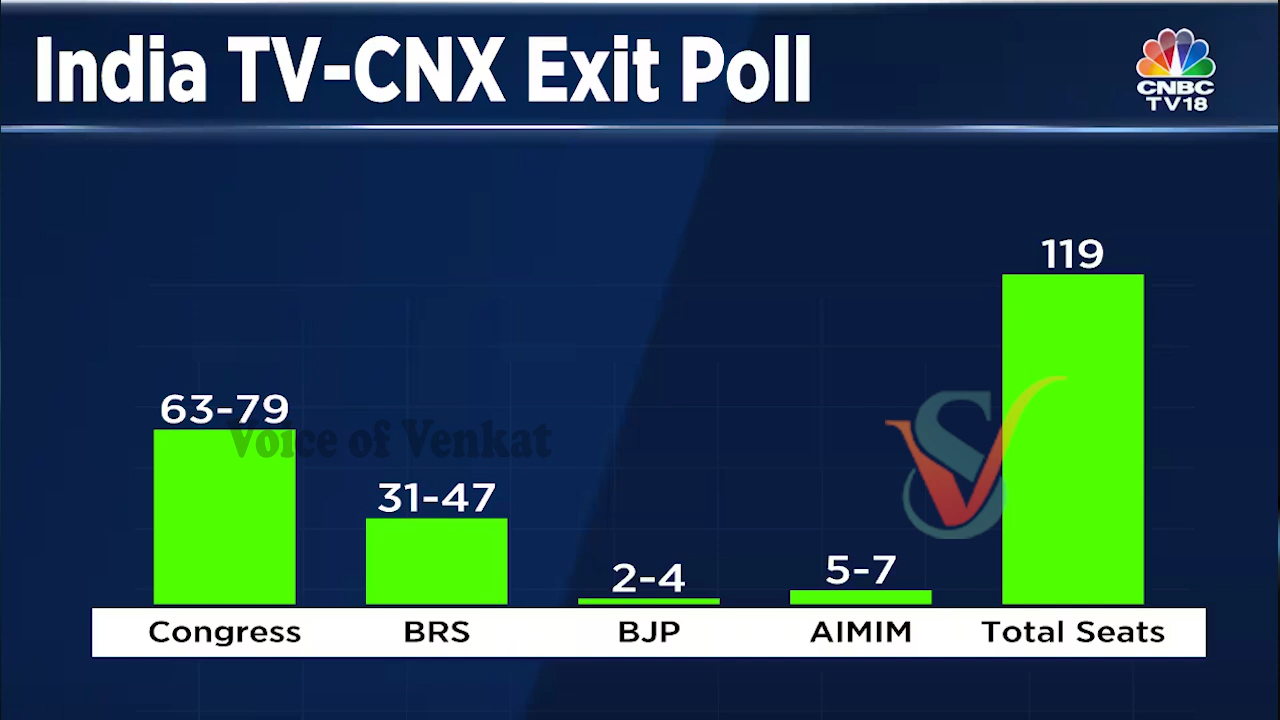 India TV-CNX Exit Poll
CNBC
TV18
119
63-79
Voice of Venkat
31-47
2-4
5-7
Congress BRS BJP AIMIM Total Seats